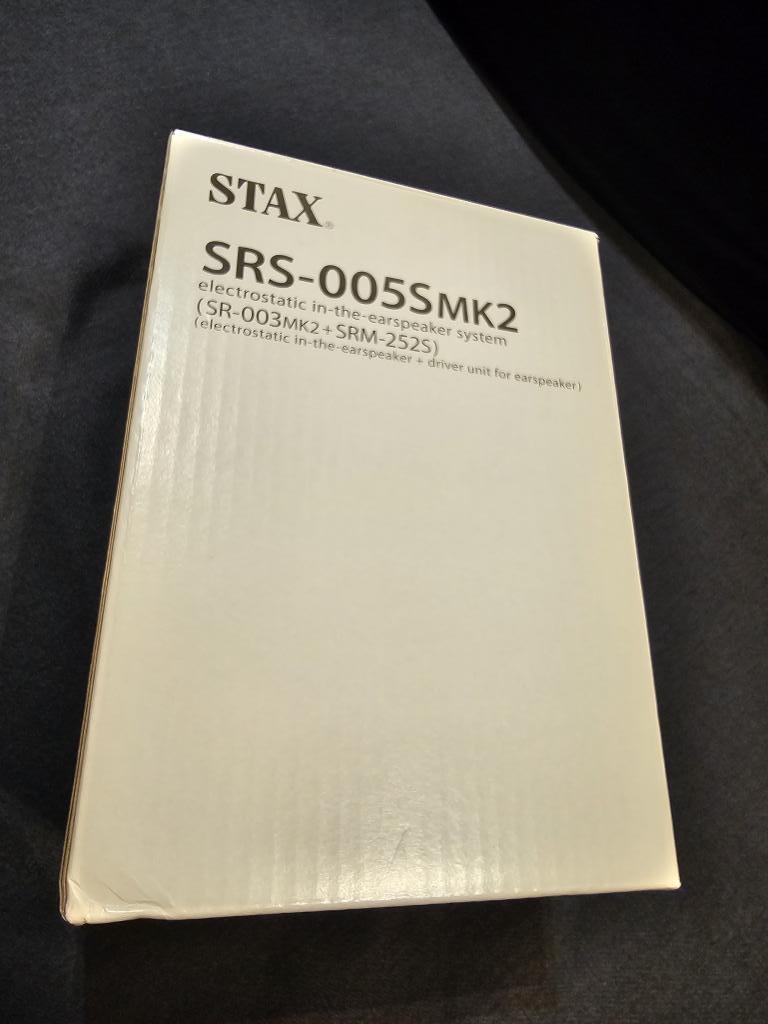 STAX®
SRS-005SMK2
electrostatic in-the-earspeaker system
(SR-003MK2+SRM-252S)
(electrostatic in-the-earspeaker + driver unit for earspeaker)